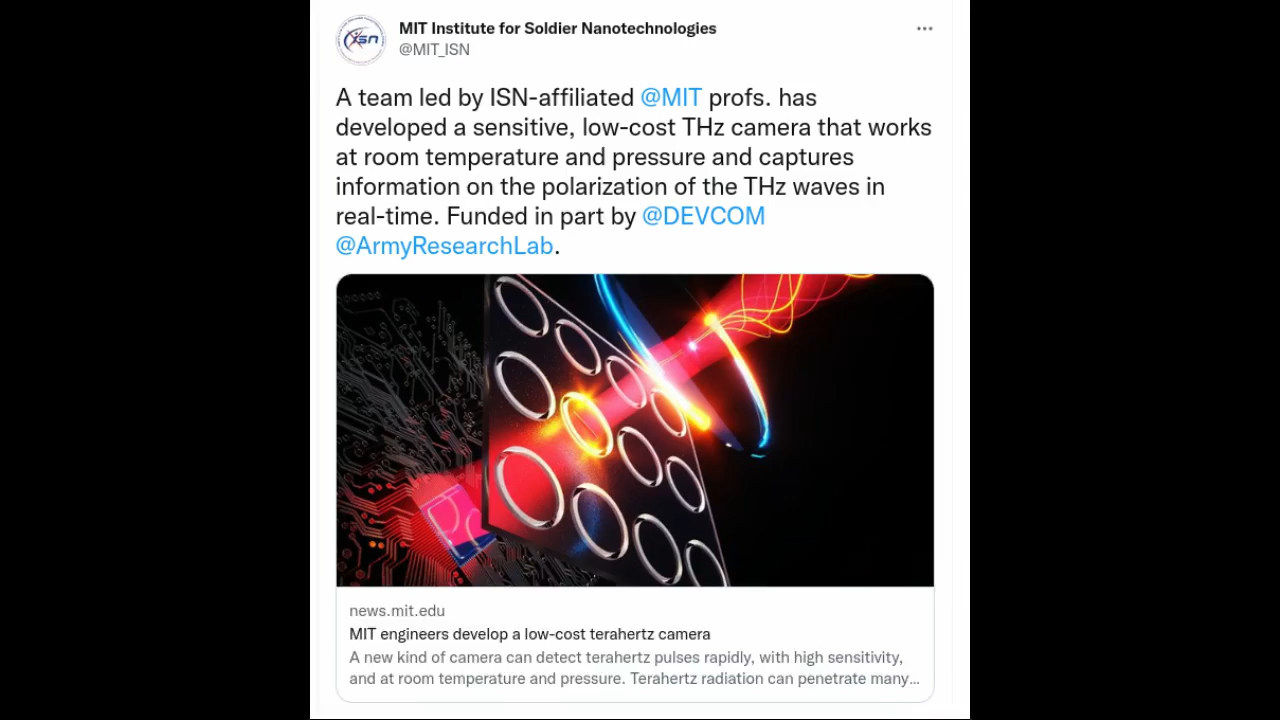 MIT Institute for Soldier Nanotechnologies
@MIT_ISN
A team led by ISN-affiliated @MIT profs. has
developed a sensitive, low-cost THz camera that works
at room temperature and pressure and captures
information on the polarization of the THz waves in
real-time. Funded in part by @DEVCOM
@ArmyResearchLab.
news.mit.edu
MIT engineers develop a low-cost terahertz camera
A new kind of camera can detect terahertz pulses rapidly, with high sensitivity,
and at room temperature and pressure. Terahertz radiation can penetrate many…